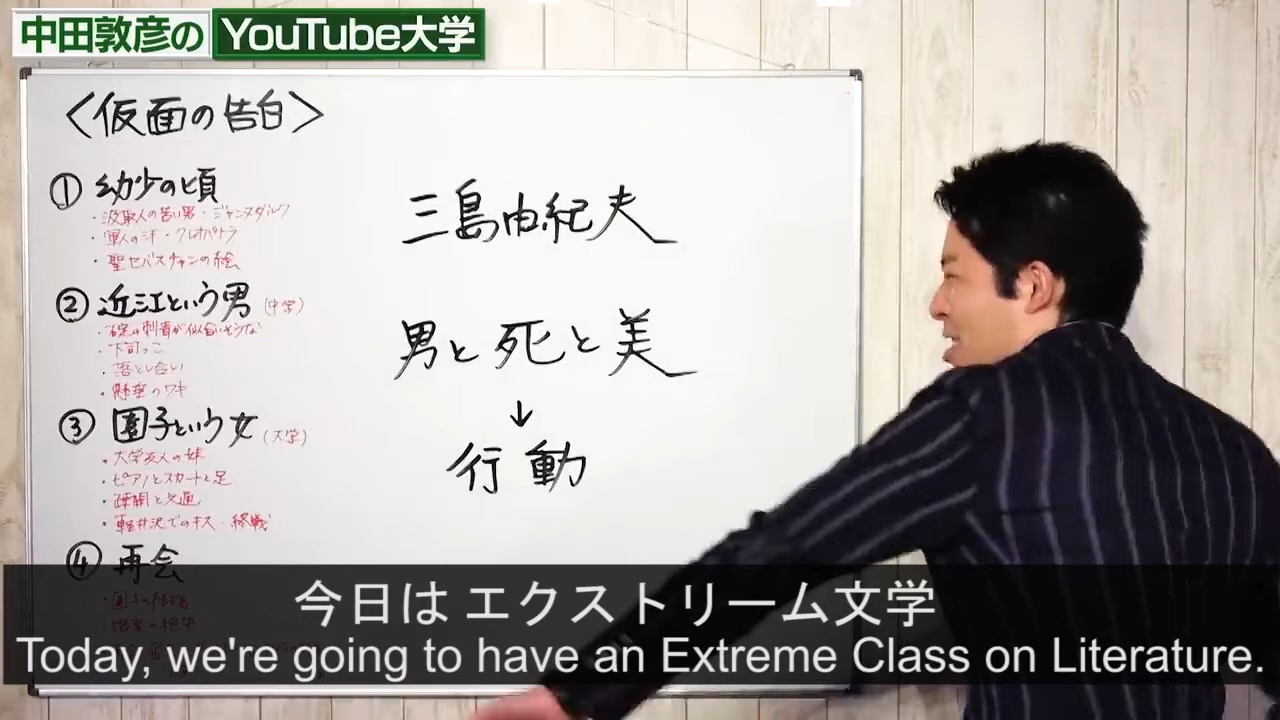 中田敦彦の YouTube大学
〈仮面の告白〉
① 幼少の頃
・汲取人の若い男・ジャンヌダルク
・軍人の汗・クレオパトラ
・聖セバスチャンの絵
② 近江という男 (中学)
の刺青が似合いそうな
・下司っこ
・落とし合い
・懸垂のワキ
③ 園子という女 (大学)
・大学友人の妹
・ピアノとスカートと足
・疎開と文通
・軽井沢でのキス・終戦
④ 再会
三島由紀夫
男と死と美
↓
行動
今日は エクストリーム文学
Today, we're going to have an Extreme Class on Literature.